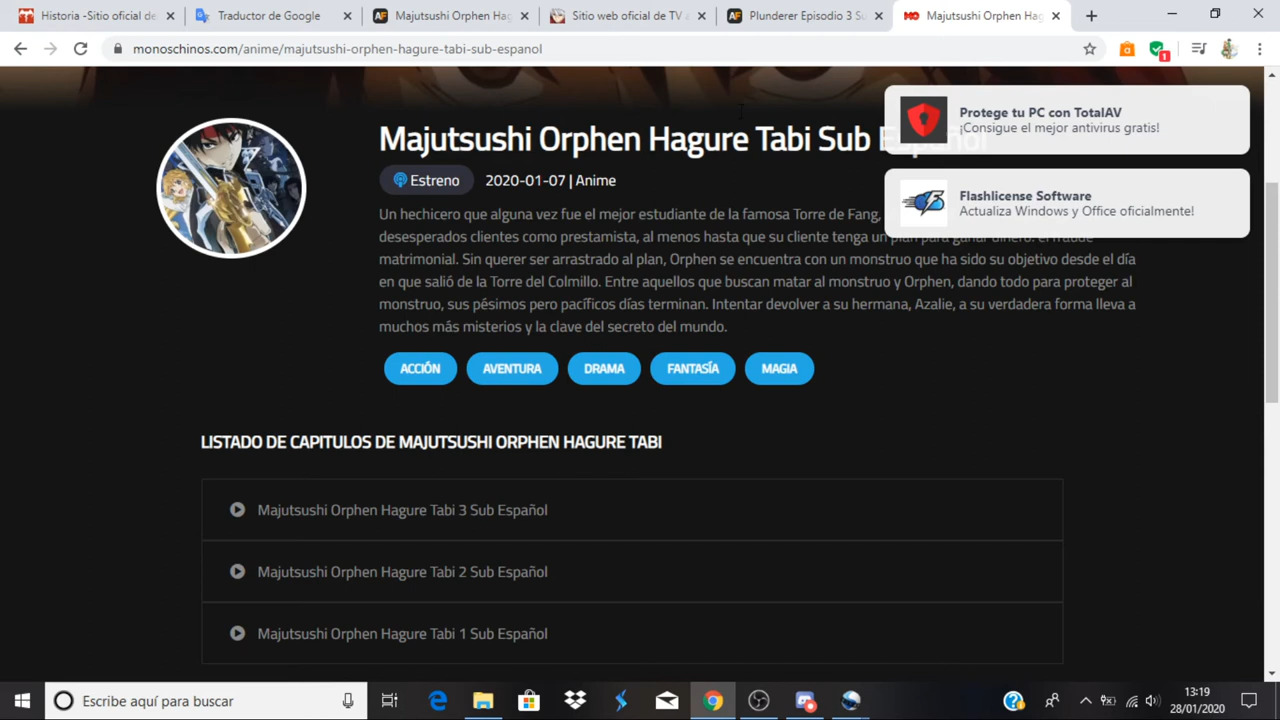 Historia -Sitio oficial de
Traductor de Google
Majutsushi Orphen Hag
Sitio web oficial de TV a
Plunderer Episodio 3 Su
Majutsushi Orphen Hag
monoschinos.com/anime/majutsushi-orphen-hagure-tabi-sub-espanol
1
Protege tu PC con TotalAV
¡Consigue el mejor antivirus gratis!
Flashlicense Software
Actualiza Windows y Office oficialmente!
Majutsushi Orphen Hagure Tabi Sub Español
Estreno 2020-01-07 | Anime
Un hechicero que alguna vez fue el mejor estudiante de la famosa Torre de Fang,
desesperados clientes como prestamista, al menos hasta que su cliente tenga un plan para ganar dinero: el fraude
matrimonial. Sin querer ser arrastrado al plan, Orphen se encuentra con un monstruo que ha sido su objetivo desde el día
en que salió de la Torre del Colmillo. Entre aquellos que buscan matar al monstruo y Orphen, dando todo para proteger al
monstruo, sus pésimos pero pacíficos días terminan. Intentar devolver a su hermana, Azalie, a su verdadera forma lleva a
muchos más misterios y la clave del secreto del mundo.
ACCIÓN AVENTURA DRAMA FANTASÍA MAGIA
LISTADO DE CAPITULOS DE MAJUTSUSHI ORPHEN HAGURE TABI
Majutsushi Orphen Hagure Tabi 3 Sub Español
Majutsushi Orphen Hagure Tabi 2 Sub Español
Majutsushi Orphen Hagure Tabi 1 Sub Español
Escribe aquí para buscar
13:19
28/01/2020